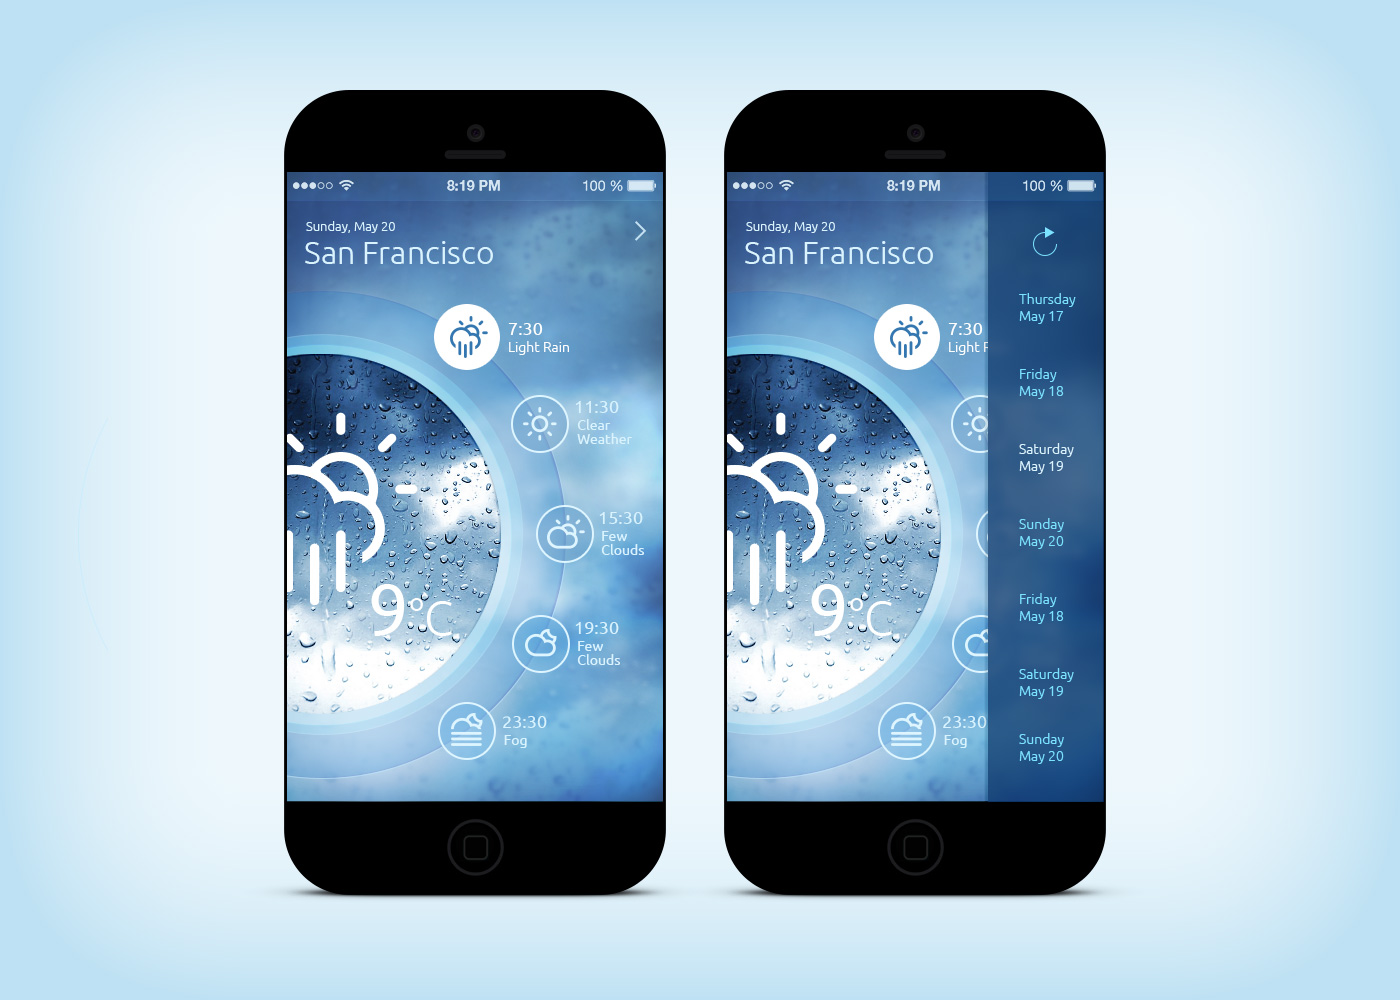 8:19 PM
100 %
Sunday, May 20
San Francisco
7:30
Light Rain
11:30
Clear
Weather
15:30
Few
Clouds
9°C
19:30
Few
Clouds
23:30
Fog
8:19 PM
100 %
Sunday, May 20
San Francisco
7:30
Light R
9°C
23:30
Fog
Thursday
May 17
Friday
May 18
Saturday
May 19
Sunday
May 20
Friday
May 18
Saturday
May 19
Sunday
May 20